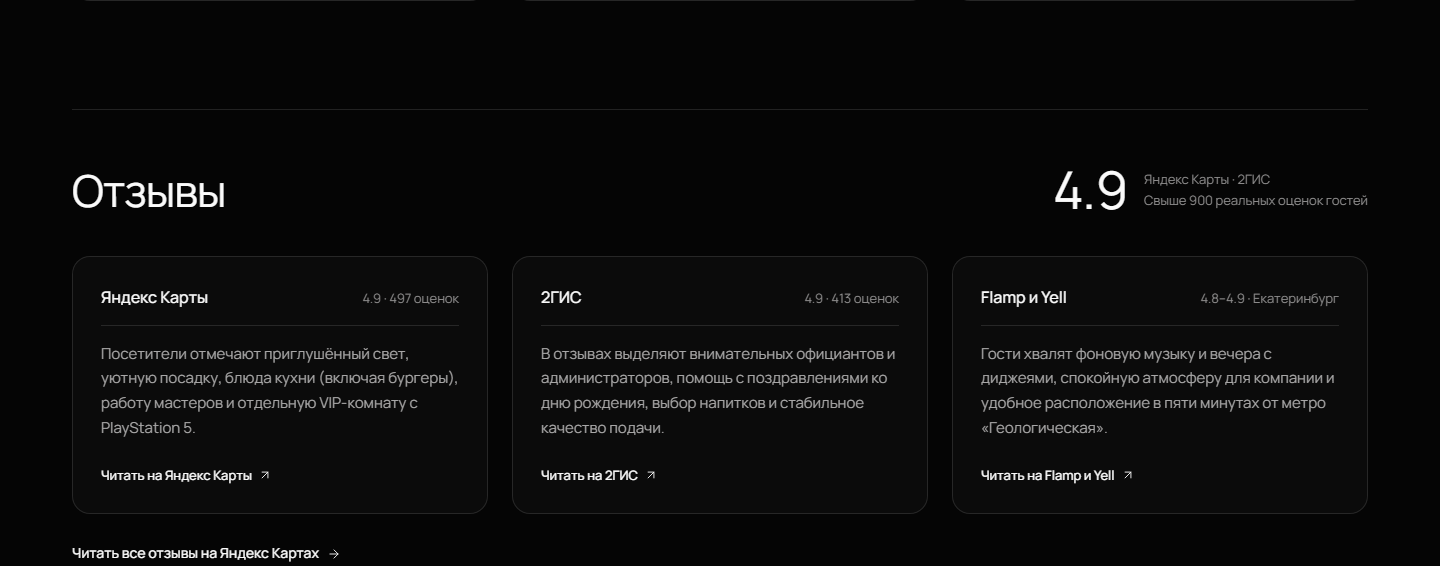 Отзывы
4.9
Яндекс Карты · 2ГИС
Свыше 900 реальных оценок гостей
Яндекс Карты
4.9 · 497 оценок
Посетители отмечают приглушённый свет,
уютную посадку, блюда кухни (включая бургеры),
работу мастеров и отдельную VIP-комнату с
PlayStation 5.
Читать на Яндекс Карты
2ГИС
4.9 · 413 оценок
В отзывах выделяют внимательных официантов и
администраторов, помощь с поздравлениями ко
дню рождения, выбор напитков и стабильное
качество подачи.
Читать на 2ГИС
Flamp и Yell
4.8–4.9 · Екатеринбург
Гости хвалят фоновую музыку и вечера с
диджеями, спокойную атмосферу для компании и
удобное расположение в пяти минутах от метро
«Геологическая».
Читать на Flamp и Yell
Читать все отзывы на Яндекс Картах